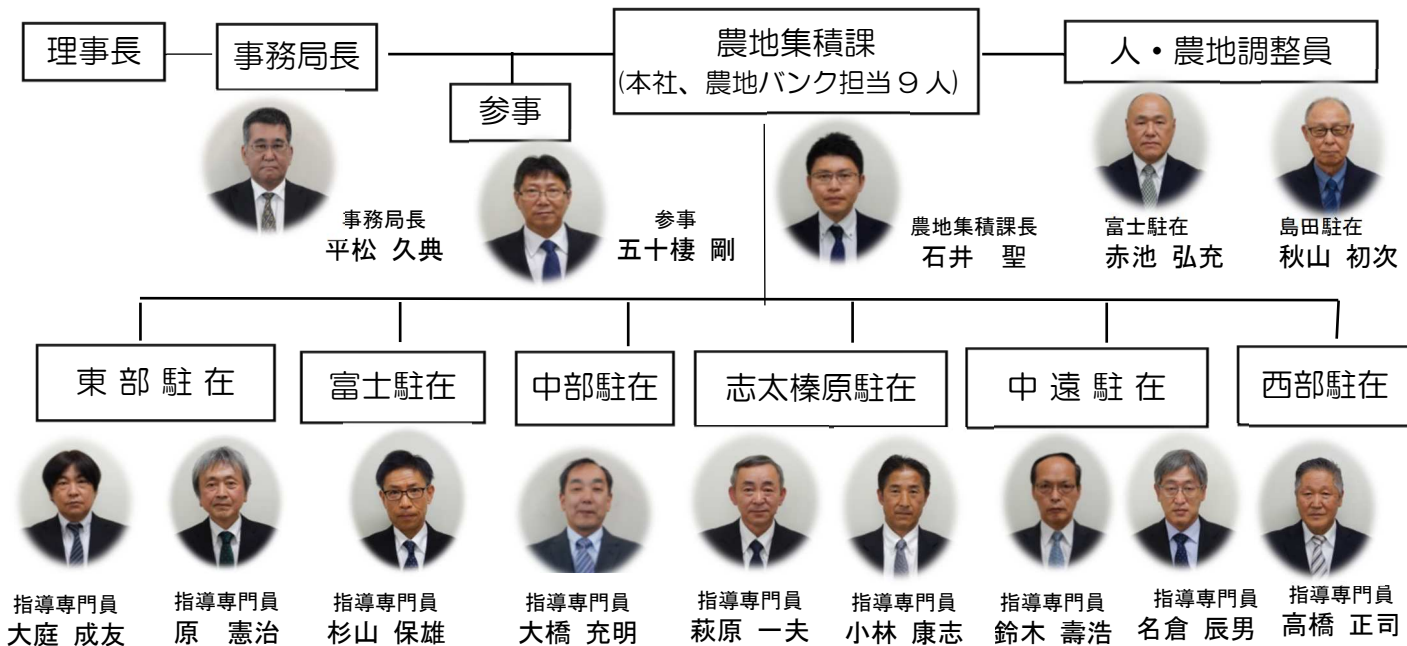 理事長
事務局長
農地集積課
(本社、農地バンク担当9人)
人・農地調整員
参事
事務局長
平松 久典
参事
五十棲 剛
農地集積課長
石井 聖
富士駐在
赤池 弘充
島田駐在
秋山 初次
東部駐在
富士駐在
中部駐在
志太榛原駐在
中遠駐在
西部駐在
指導専門員
大庭 成友
指導専門員
原 憲治
指導専門員
杉山 保雄
指導専門員
大橋 充明
指導専門員
萩原 一夫
指導専門員
小林 康志
指導専門員
鈴木 壽浩
指導専門員
名倉 辰男
指導専門員
高橋 正司